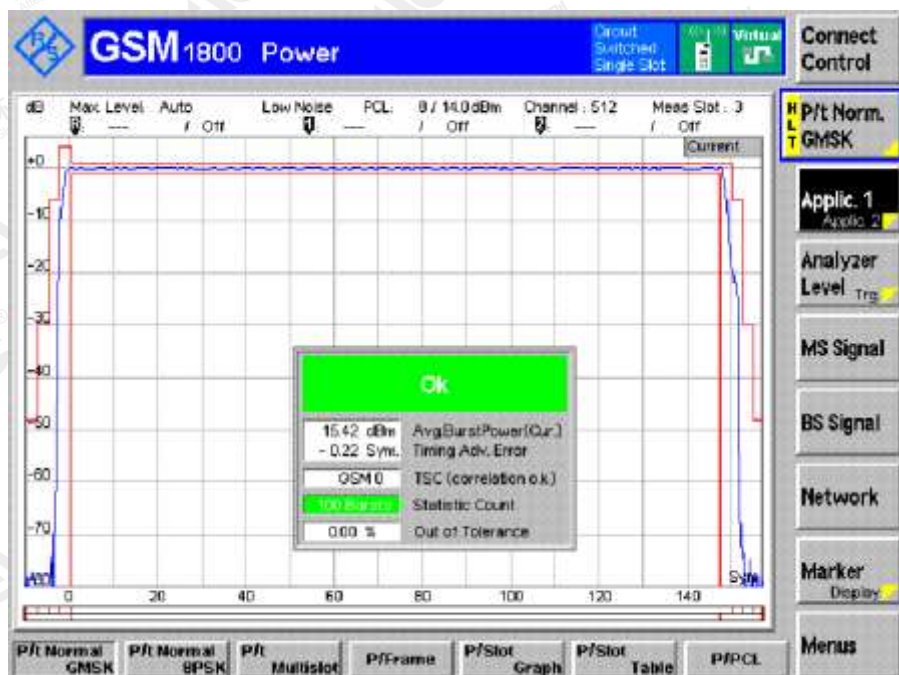 R&S
GSM 1800 Power
Circuit
Switched
Single Slot
Virtual
Connect
Control
dB Max. Level: Auto Low Noise PCL: 8 / 14.0 dBm Channel : 512 Meas Slot : 3
--- / Off 1 --- / Off 2 --- / Off
Current
+0
-10
-20
-30
-40
-50
-60
-70
-80
0 20 40 60 80 100 120 140
Sym
Ok
15.42 dBm Avg.BurstPower(Cur.)
- 0.22 Sym. Timing Adv. Error
GSM 0 TSC (correlation o.k.)
100 Bursts Statistic Count
0.00 % Out of Tolerance
H
L
T
P/t Norm.
GMSK
Applic. 1
Applic. 2
Analyzer
Level Trg
MS Signal
BS Signal
Network
Marker
Display
Menus
P/t Normal
GMSK
P/t Normal
8PSK
P/t
Multislot
P/Frame
P/Slot
Graph
P/Slot
Table
P/PCL